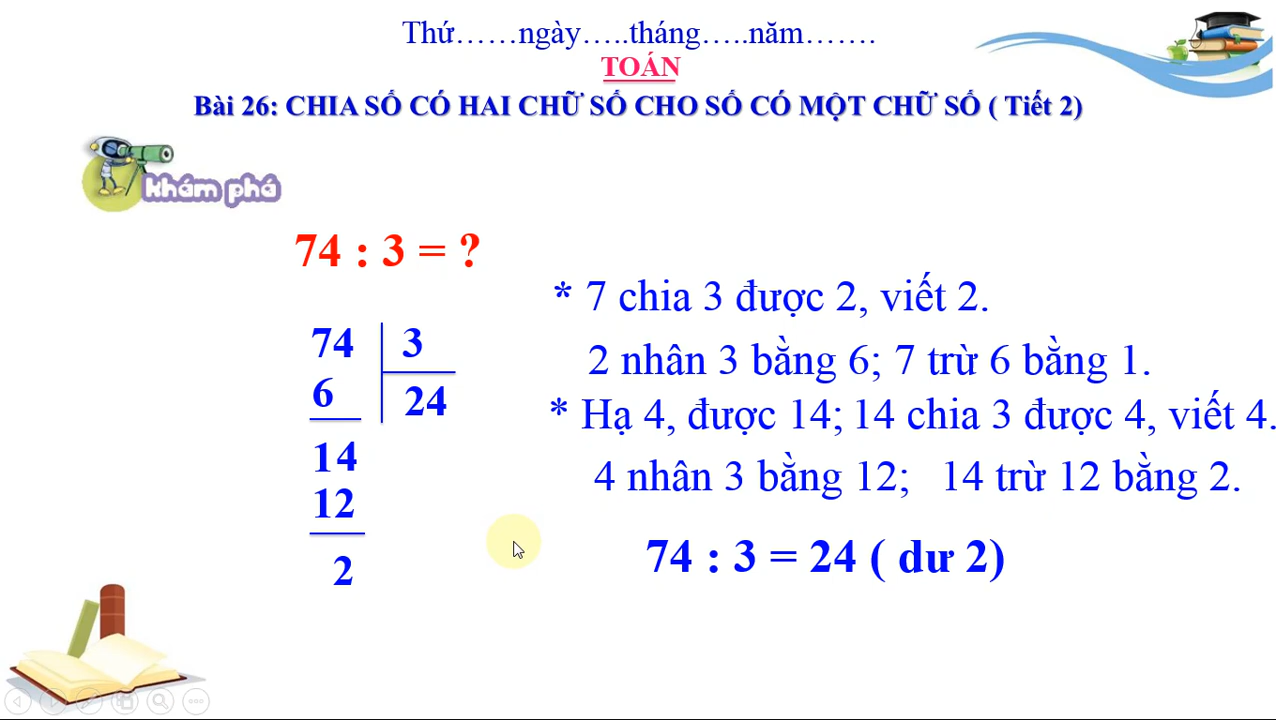 Thứ……ngày…..tháng…..năm…….
TOÁN
Bài 26: CHIA SỐ CÓ HAI CHỮ SỐ CHO SỐ CÓ MỘT CHỮ SỐ ( Tiết 2)
khám phá
74 : 3 = ?
74 3
6 24
14
12
2
* 7 chia 3 được 2, viết 2.
2 nhân 3 bằng 6; 7 trừ 6 bằng 1.
* Hạ 4, được 14; 14 chia 3 được 4, viết 4.
4 nhân 3 bằng 12; 14 trừ 12 bằng 2.
74 : 3 = 24 ( dư 2)